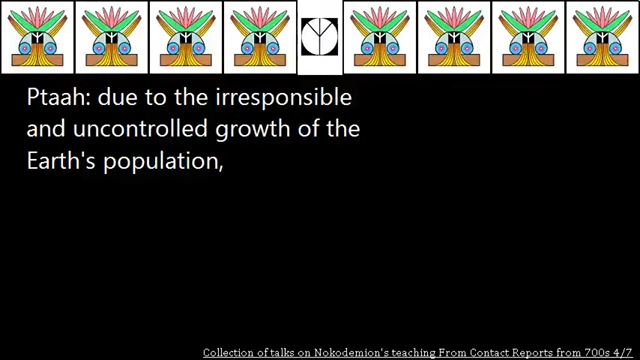 Ptaah: due to the irresponsible
and uncontrolled growth of the
Earth's population,
Collection of talks on Nokodemion's teaching From Contact Reports from 700s 4/7